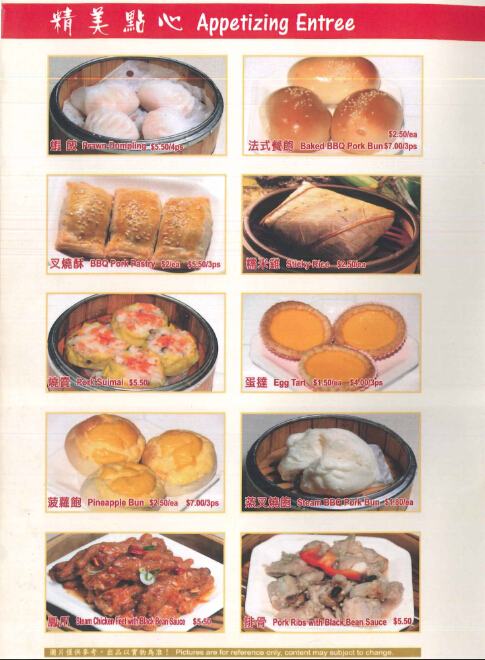 精美點心 Appetizing Entree
蝦餃 Prawn Dumpling $5.50/4ps
$2.50/ea
法式餐飽 Baked BBQ Pork Bun $7.00/3ps
叉燒酥 BBQ Pork Pastry $2/ea $5.50/3ps
糯米雞 Sticky Rice $2.50/ea
燒賣 Pork Suimai $5.50
蛋撻 Egg Tart $1.50/ea $4.00/3ps
菠蘿飽 Pineapple Bun $2.50/ea $7.00/3ps
蒸叉燒飽 Steam BBQ Pork Bun $1.80/ea
鳳爪 Steam Chicken Feet with Black Bean Sauce $5.50
排骨 Pork Ribs with Black Bean Sauce $5.50
圖片僅供參考，出品以實物為准！ Pictures are for reference only, content may subject to change.